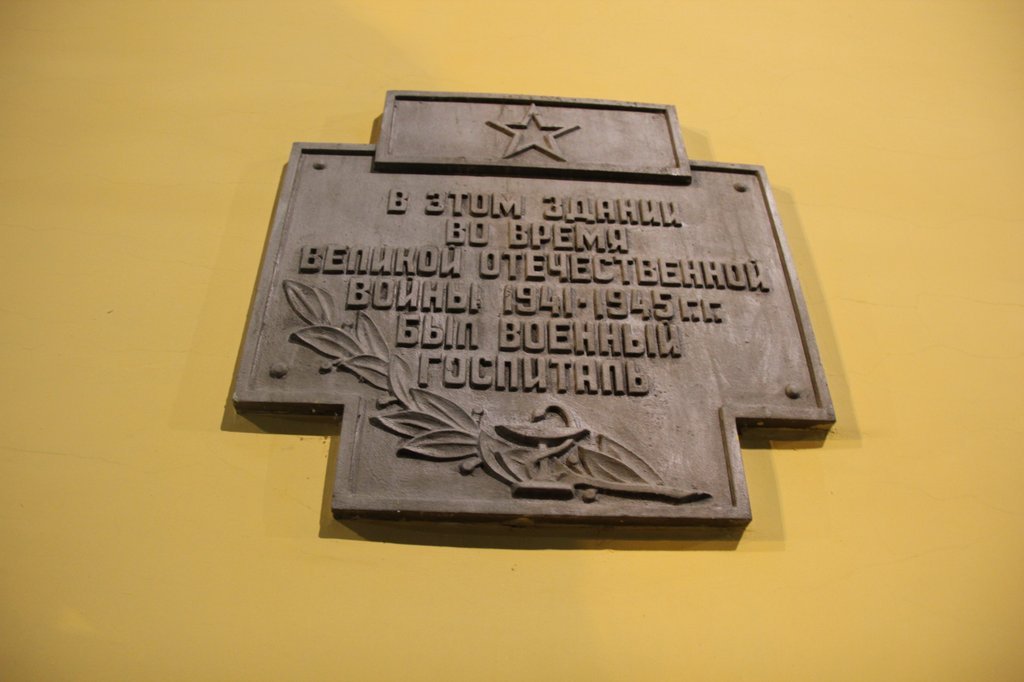 В ЭТОМ ЗДАНИИ
ВО ВРЕМЯ
ВЕЛИКОЙ ОТЕЧЕСТВЕННОЙ
ВОЙНЫ 1941-1945 г.г.
БЫЛ ВОЕННЫЙ
ГОСПИТАЛЬ